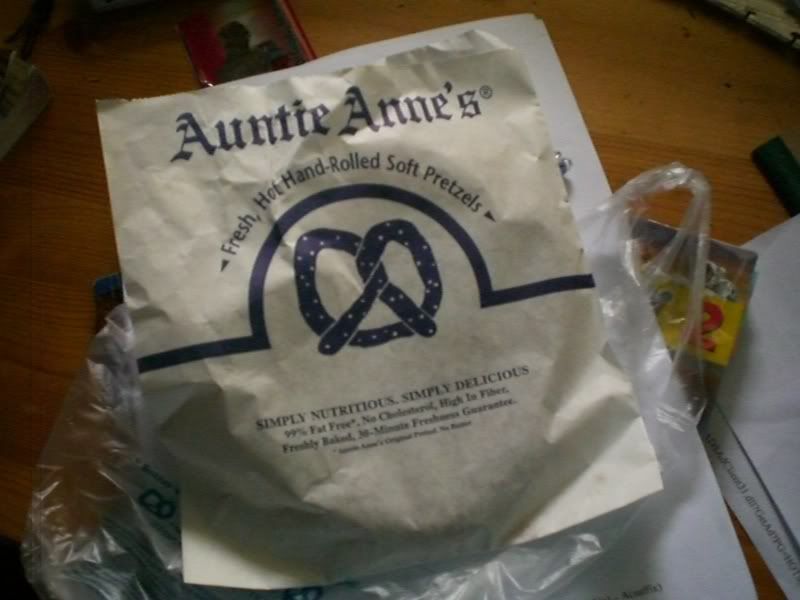 Auntie Anne's®
Fresh, Hot Hand-Rolled Soft Pretzels
SIMPLY NUTRITIOUS. SIMPLY DELICIOUS
99% Fat Free*, No Cholesterol, High In Fiber,
Freshly Baked, 30-Minute Freshness Guarantee.
*Auntie Anne's Original Pretzel, No Butter
2